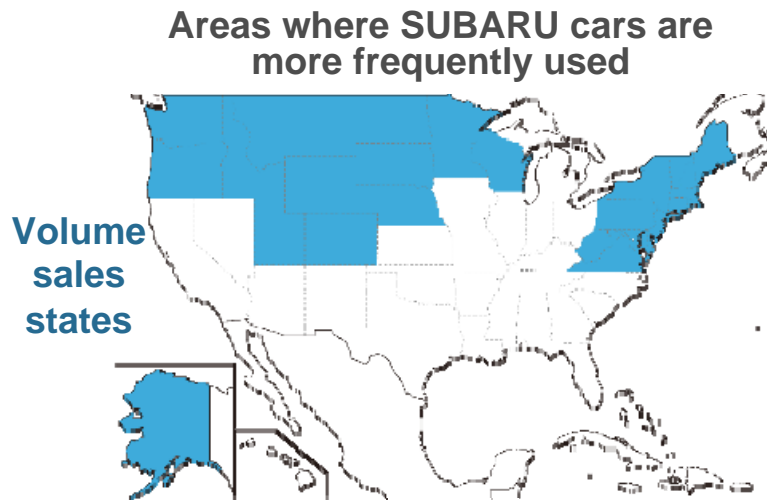 Areas where SUBARU cars are
more frequently used
Volume
sales
states